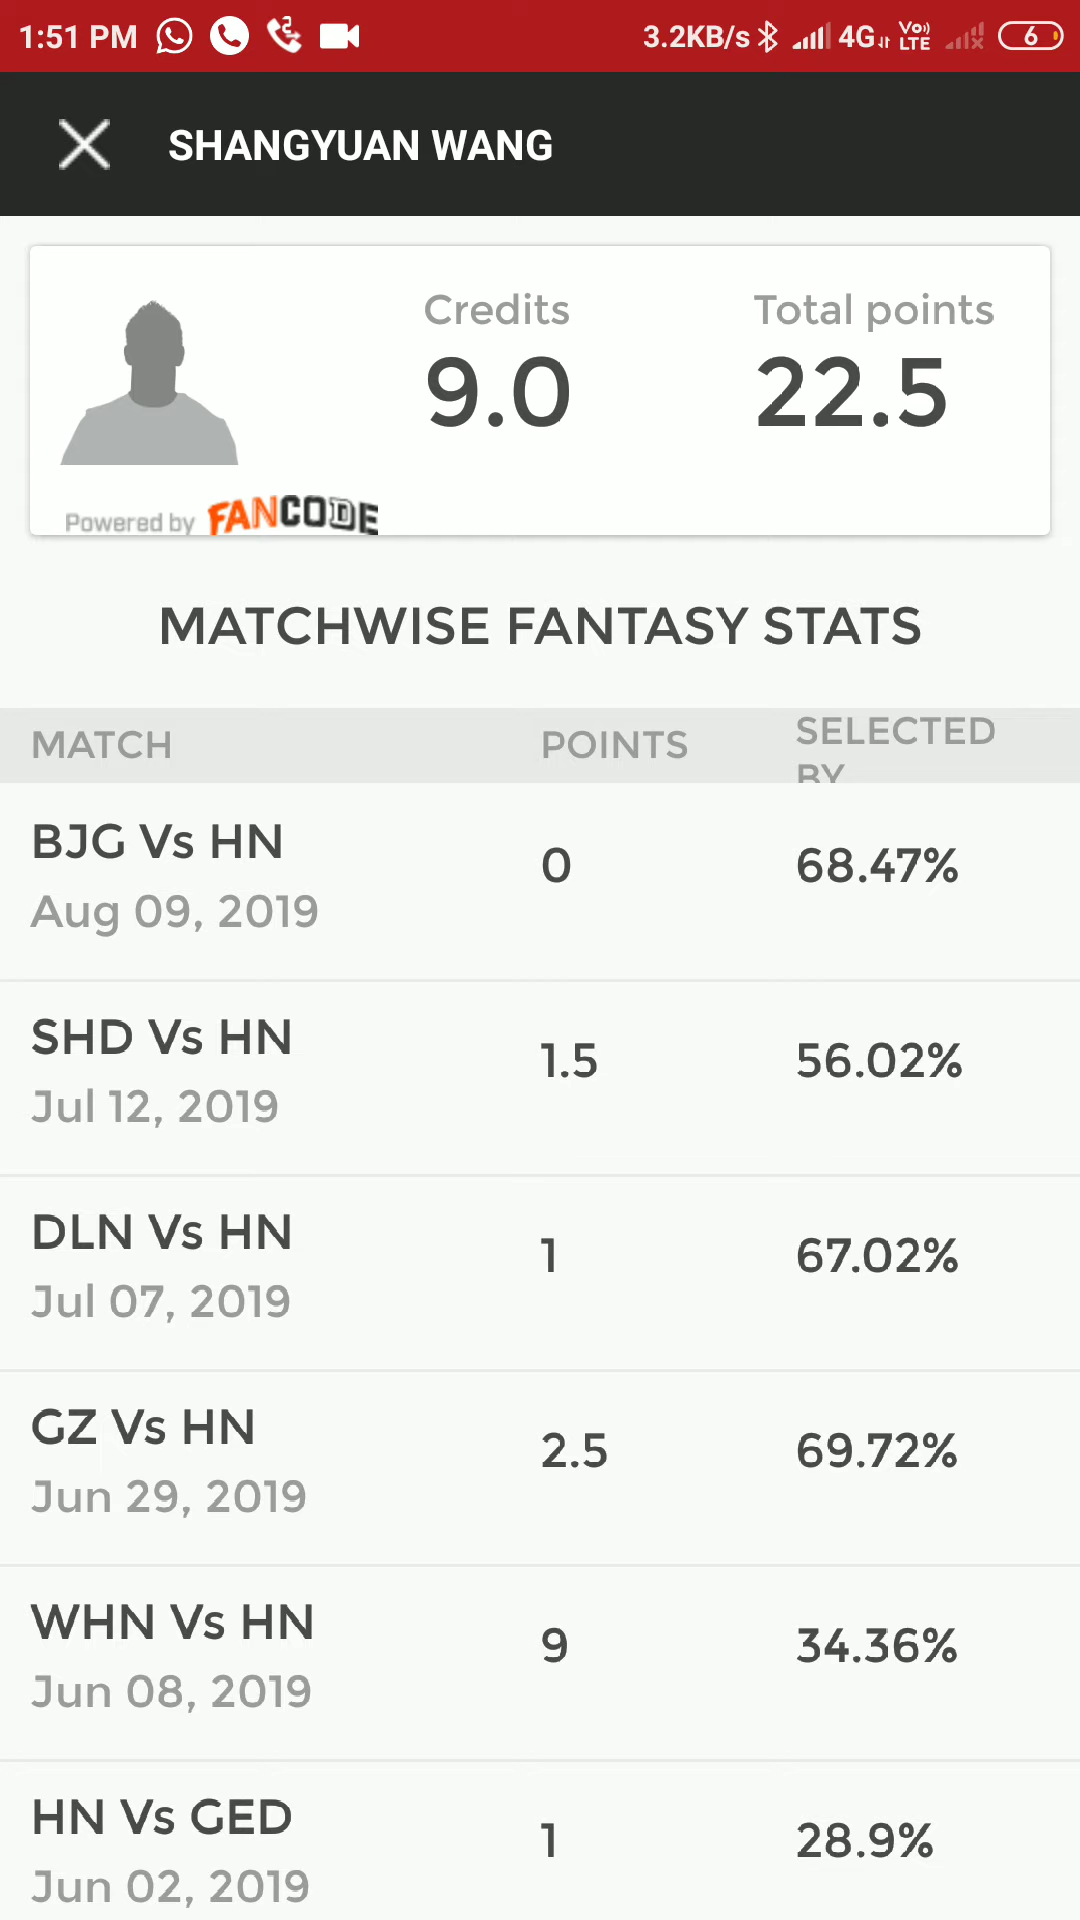 1:51 PM 3.2KB/s 4G VoLTE 6
SHANGYUAN WANG
Credits Total points
9.0 22.5
Powered by FANCODE
MATCHWISE FANTASY STATS
MATCH POINTS SELECTED BY
BJG Vs HN 0 68.47%
Aug 09, 2019
SHD Vs HN 1.5 56.02%
Jul 12, 2019
DLN Vs HN 1 67.02%
Jul 07, 2019
GZ Vs HN 2.5 69.72%
Jun 29, 2019
WHN Vs HN 9 34.36%
Jun 08, 2019
HN Vs GED 1 28.9%
Jun 02, 2019